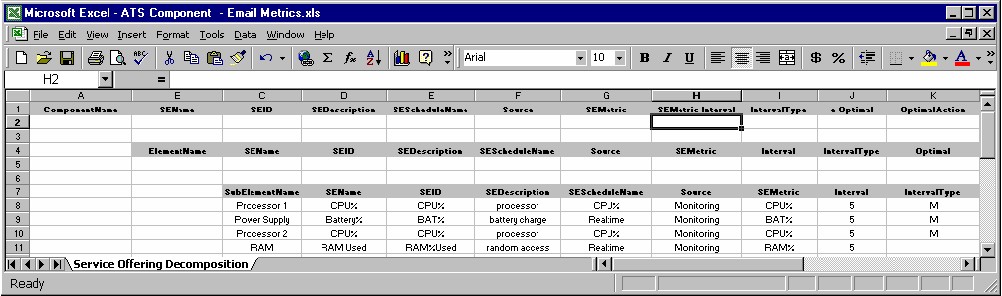 Microsoft Excel - ATS Component - Email Metrics.xls
File Edit View Insert Format Tools Data Window Help
Arial 10 B I U $ %
H2 =
A E C D E F G H I J K
1 ComponentName SEName SEID SEDescription SEScheduleName Source SEMetric SEMetric Interval IntervalType s Optimal OptimalAction
2
3
4 ElementName SEName SEID SEDescription SEScheduleName Source SEMetric Interval IntervalType Optimal
5
6
7 SubElementName SEName SEID SEDescription SEScheduleName Source SEMetric Interval IntervalType
8 Processor 1 CPU% CPU% processor CPU% Monitoring CPU% 5 M
9 Power Supply Battery% BAT% battery charge Realtime Monitoring BAT% 5 M
10 Processor 2 CPU% CPU% processor CPU% Monitoring CPU% 5 M
11 RAM RAM Used RAM%Used random access Realtime Monitoring RAM% 5
Service Offering Decomposition
Ready